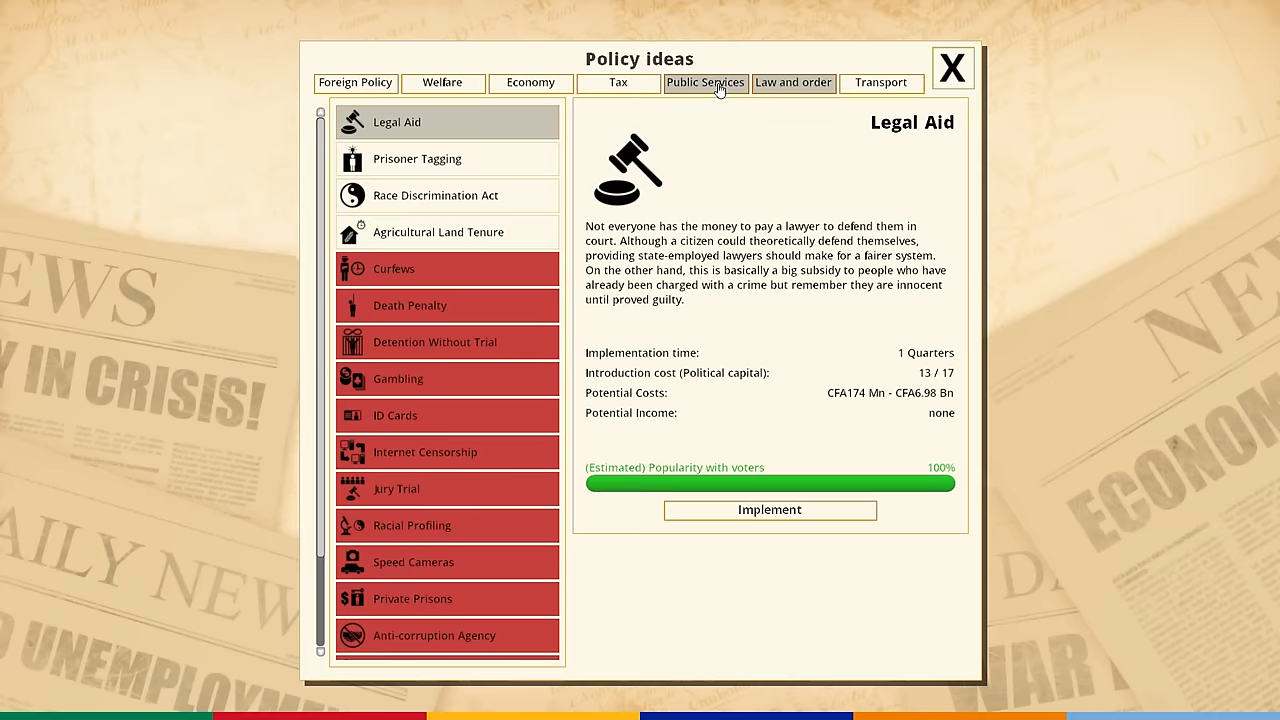 Policy ideas
X
Foreign Policy
Welfare
Economy
Tax
Public Services
Law and order
Transport
Legal Aid
Prisoner Tagging
Race Discrimination Act
Agricultural Land Tenure
Curfews
Death Penalty
Detention Without Trial
Gambling
ID Cards
Internet Censorship
Jury Trial
Racial Profiling
Speed Cameras
Private Prisons
Anti-corruption Agency
Legal Aid
Not everyone has the money to pay a lawyer to defend them in
court. Although a citizen could theoretically defend themselves,
providing state-employed lawyers should make for a fairer system.
On the other hand, this is basically a big subsidy to people who have
already been charged with a crime but remember they are innocent
until proved guilty.
Implementation time: 1 Quarters
Introduction cost (Political capital): 13 / 17
Potential Costs: CFA174 Mn - CFA6.98 Bn
Potential Income: none
(Estimated) Popularity with voters 100%
Implement
EWS
Y IN CRISIS!
AILY NEW
UNEMPLOYM
NE
ECONOM
WAR